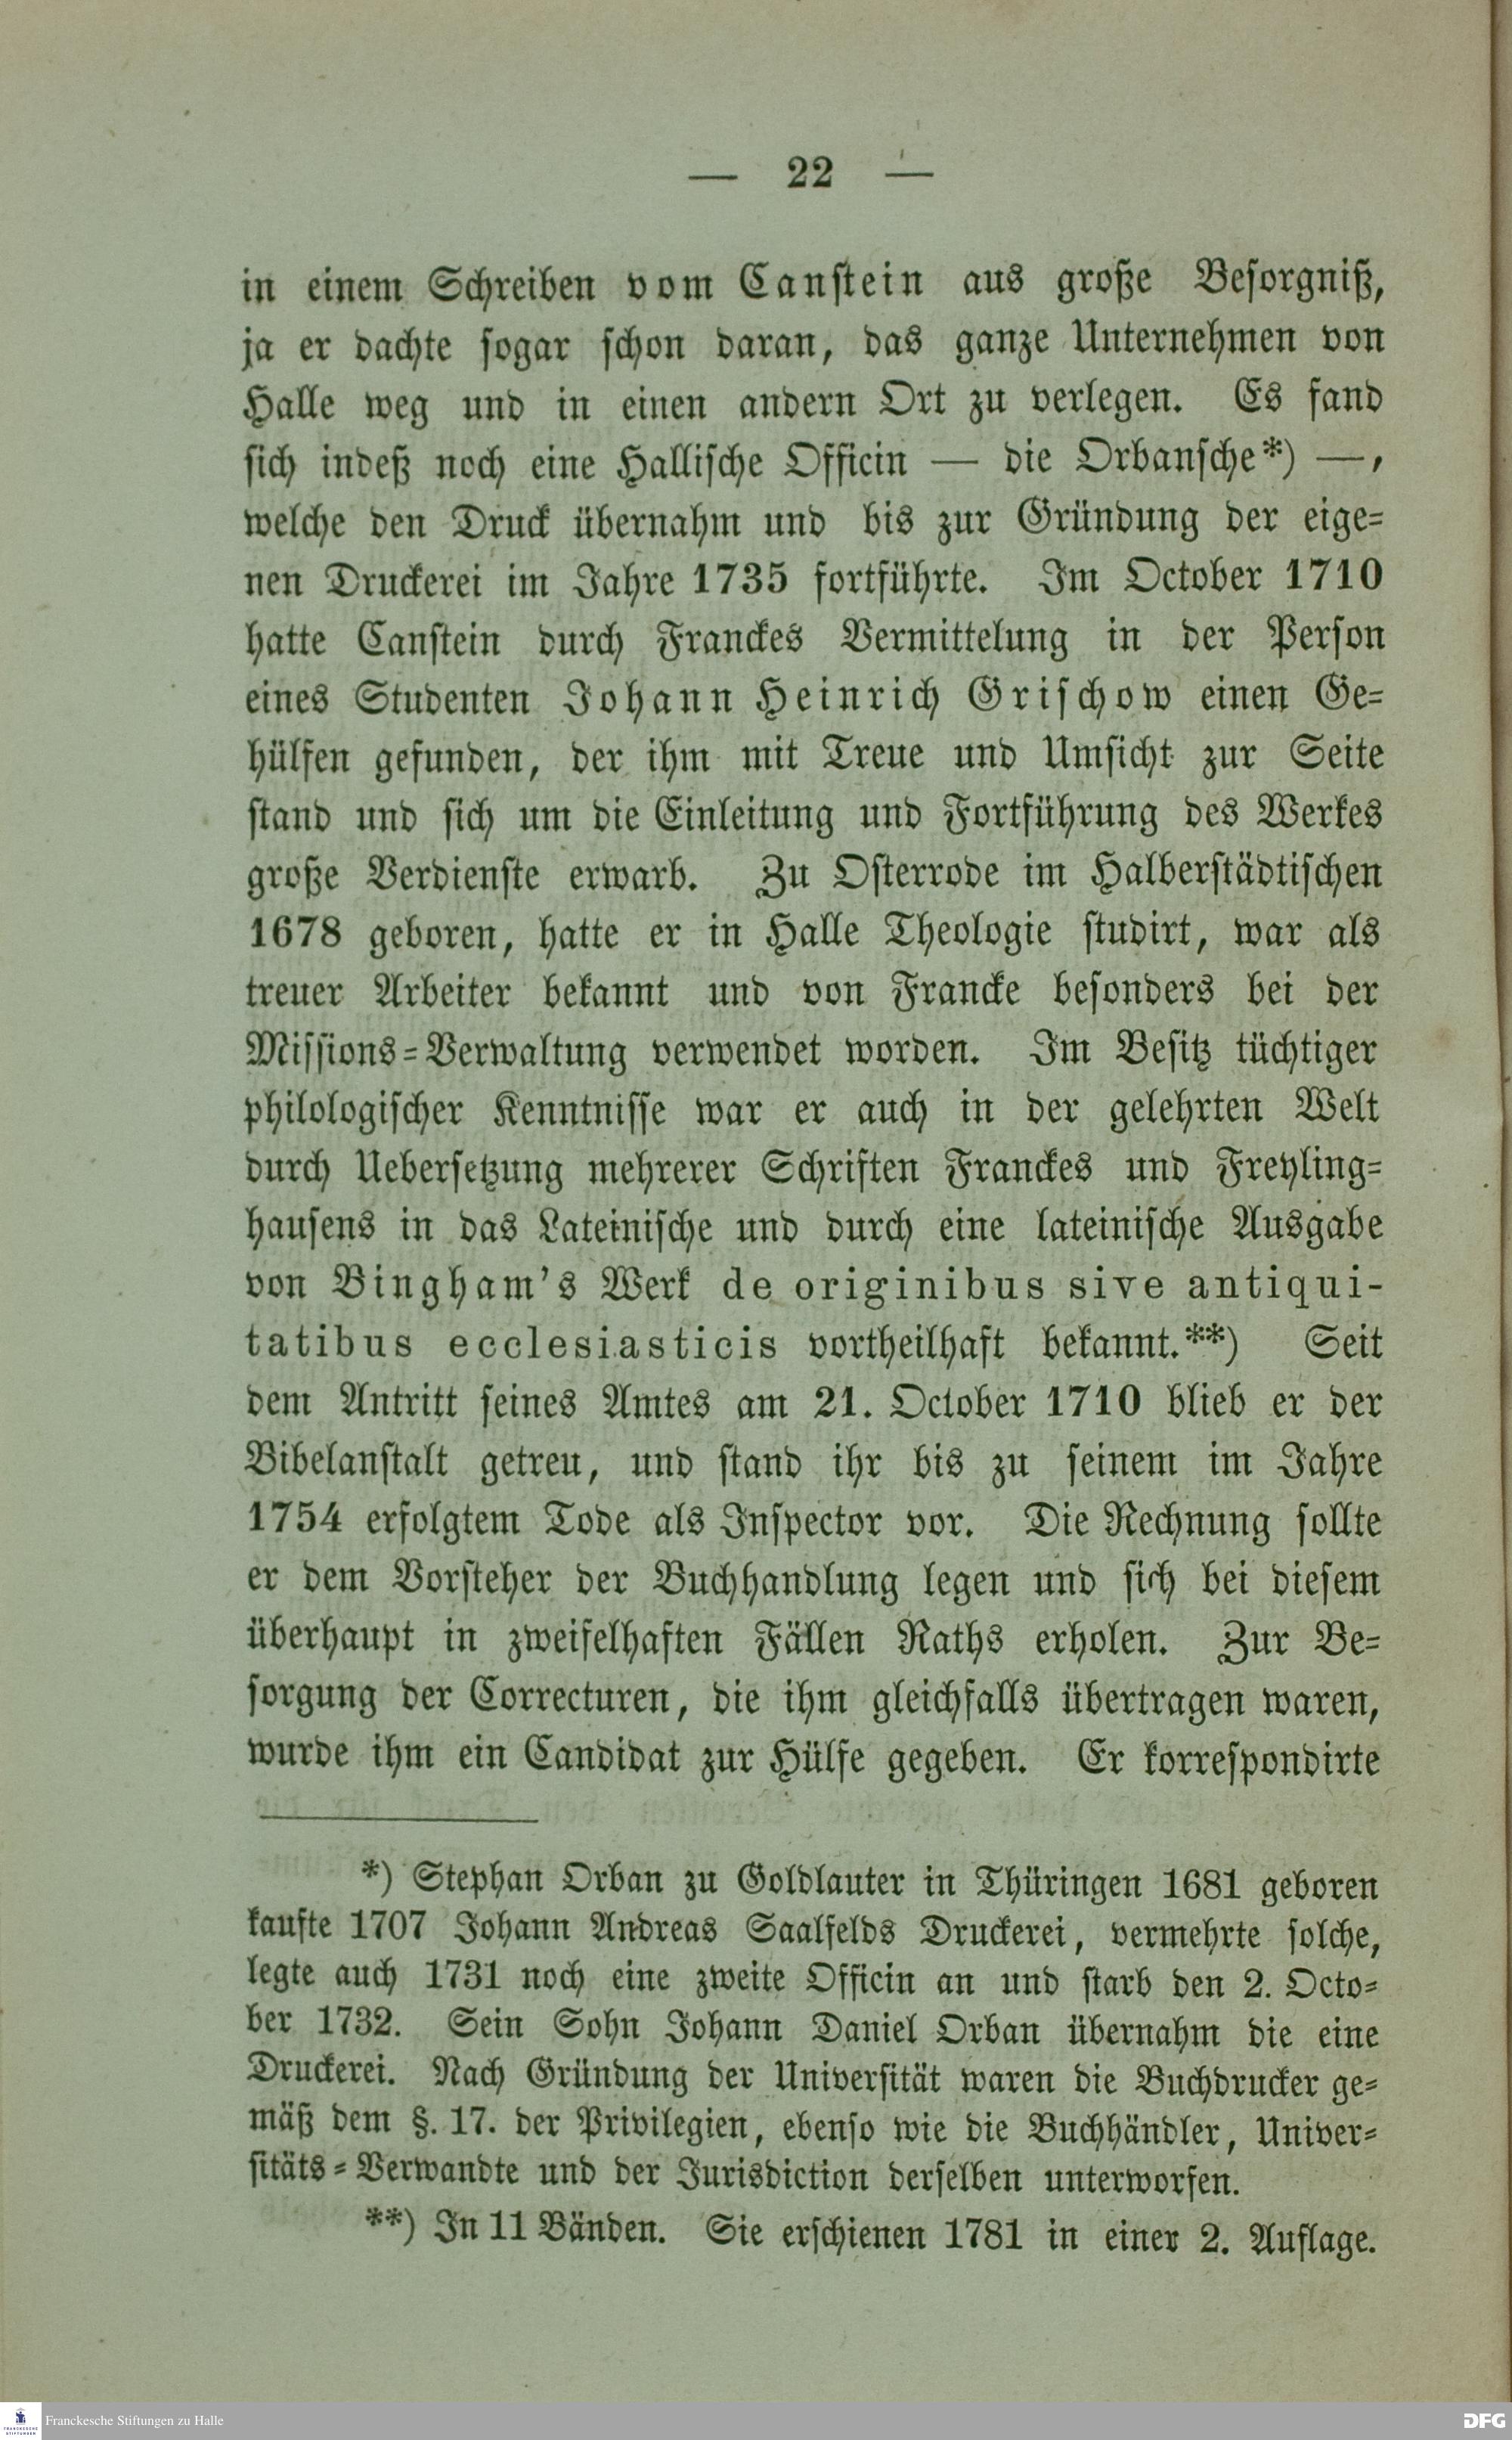 — 22 —
in einem Schreiben vom Canstein aus große Besorgniß,
ja er dachte sogar schon daran, das ganze Unternehmen von
Halle weg und in einen andern Ort zu verlegen. Es fand
sich indeß noch eine Hallische Officin — die Orbansche*) —,
welche den Druck übernahm und bis zur Gründung der eige=
nen Druckerei im Jahre 1735 fortführte. Im October 1710
hatte Canstein durch Franckes Vermittelung in der Person
eines Studenten Johann Heinrich Grischow einen Ge=
hülfen gefunden, der ihm mit Treue und Umsicht zur Seite
stand und sich um die Einleitung und Fortführung des Werkes
große Verdienste erwarb. Zu Osterrode im Halberstädtischen
1678 geboren, hatte er in Halle Theologie studirt, war als
treuer Arbeiter bekannt und von Francke besonders bei der
Missions=Verwaltung verwendet worden. Im Besitz tüchtiger
philologischer Kenntnisse war er auch in der gelehrten Welt
durch Uebersetzung mehrerer Schriften Franckes und Freyling=
hausens in das Lateinische und durch eine lateinische Ausgabe
von Bingham's Werk de originibus sive antiqui-
tatibus ecclesiasticis vortheilhaft bekannt.**) Seit
dem Antritt seines Amtes am 21. October 1710 blieb er der
Bibelanstalt getreu, und stand ihr bis zu seinem im Jahre
1754 erfolgtem Tode als Inspector vor. Die Rechnung sollte
er dem Vorsteher der Buchhandlung legen und sich bei diesem
überhaupt in zweifelhaften Fällen Raths erholen. Zur Be=
sorgung der Correcturen, die ihm gleichfalls übertragen waren,
wurde ihm ein Candidat zur Hülfe gegeben. Er korrespondirte
*) Stephan Orban zu Goldlauter in Thüringen 1681 geboren
kaufte 1707 Johann Andreas Saalfelds Druckerei, vermehrte solche,
legte auch 1731 noch eine zweite Officin an und starb den 2. Octo=
ber 1732. Sein Sohn Johann Daniel Orban übernahm die eine
Druckerei. Nach Gründung der Universität waren die Buchdrucker ge=
mäß dem §. 17. der Privilegien, ebenso wie die Buchhändler, Univer=
sitäts=Verwandte und der Jurisdiction derselben unterworfen.
**) In 11 Bänden. Sie erschienen 1781 in einer 2. Auflage.
FRANCKESCHE STIFTUNGEN
Franckesche Stiftungen zu Halle
DFG